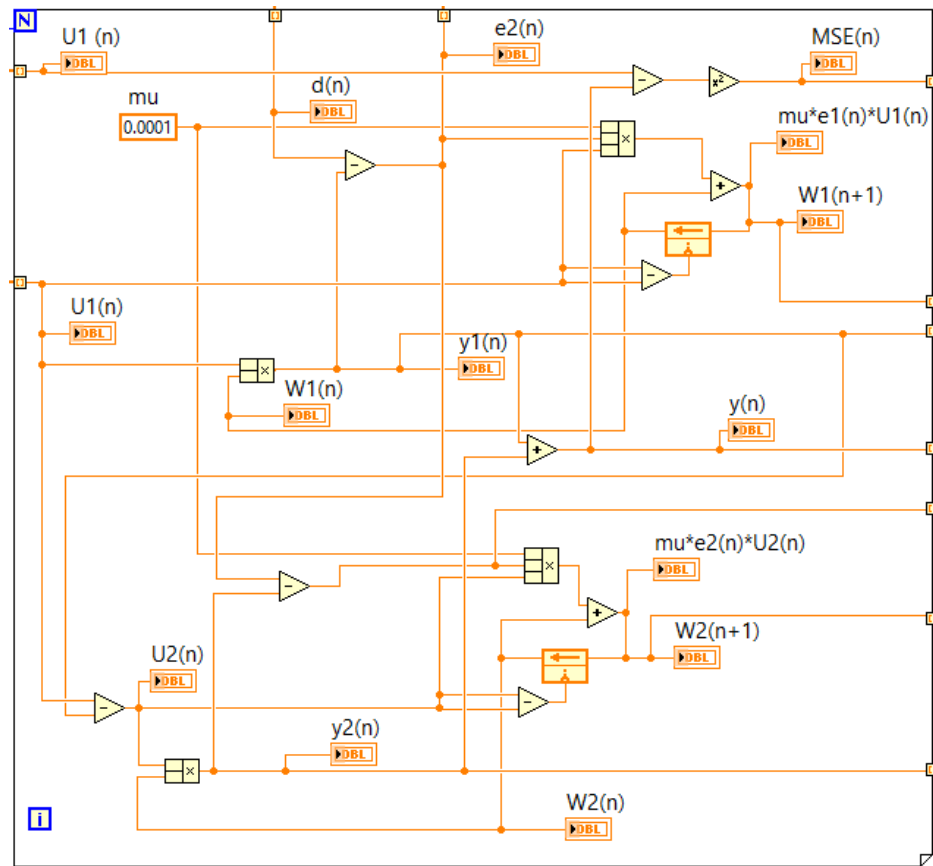 N
U1 (n)
DBL
e2(n)
DBL
MSE(n)
DBL
mu
0.0001
d(n)
DBL
mu*e1(n)*U1(n)
DBL
W1(n+1)
DBL
U1(n)
DBL
y1(n)
DBL
W1(n)
DBL
y(n)
DBL
mu*e2(n)*U2(n)
DBL
W2(n+1)
DBL
U2(n)
DBL
y2(n)
DBL
W2(n)
DBL
i
x²
-
×
-
+
i
-
×
+
-
×
+
i
-
-
×